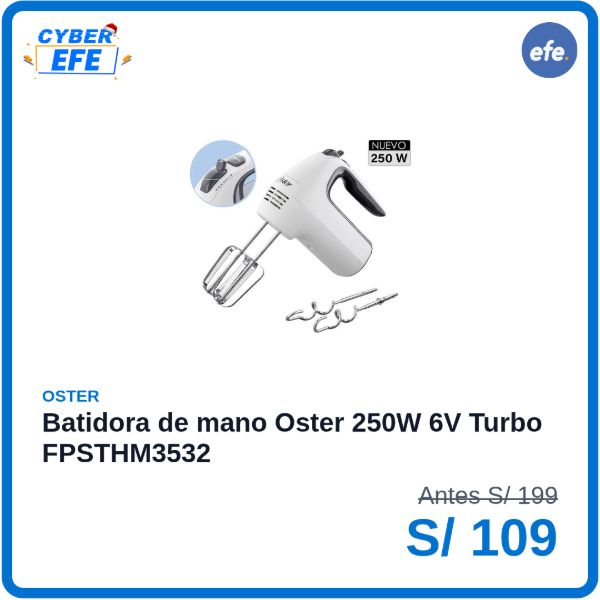 CYBER
EFE
efe.
NUEVO
250 W
OSTER
Batidora de mano Oster 250W 6V Turbo
FPSTHM3532
Antes S/ 199
S/ 109